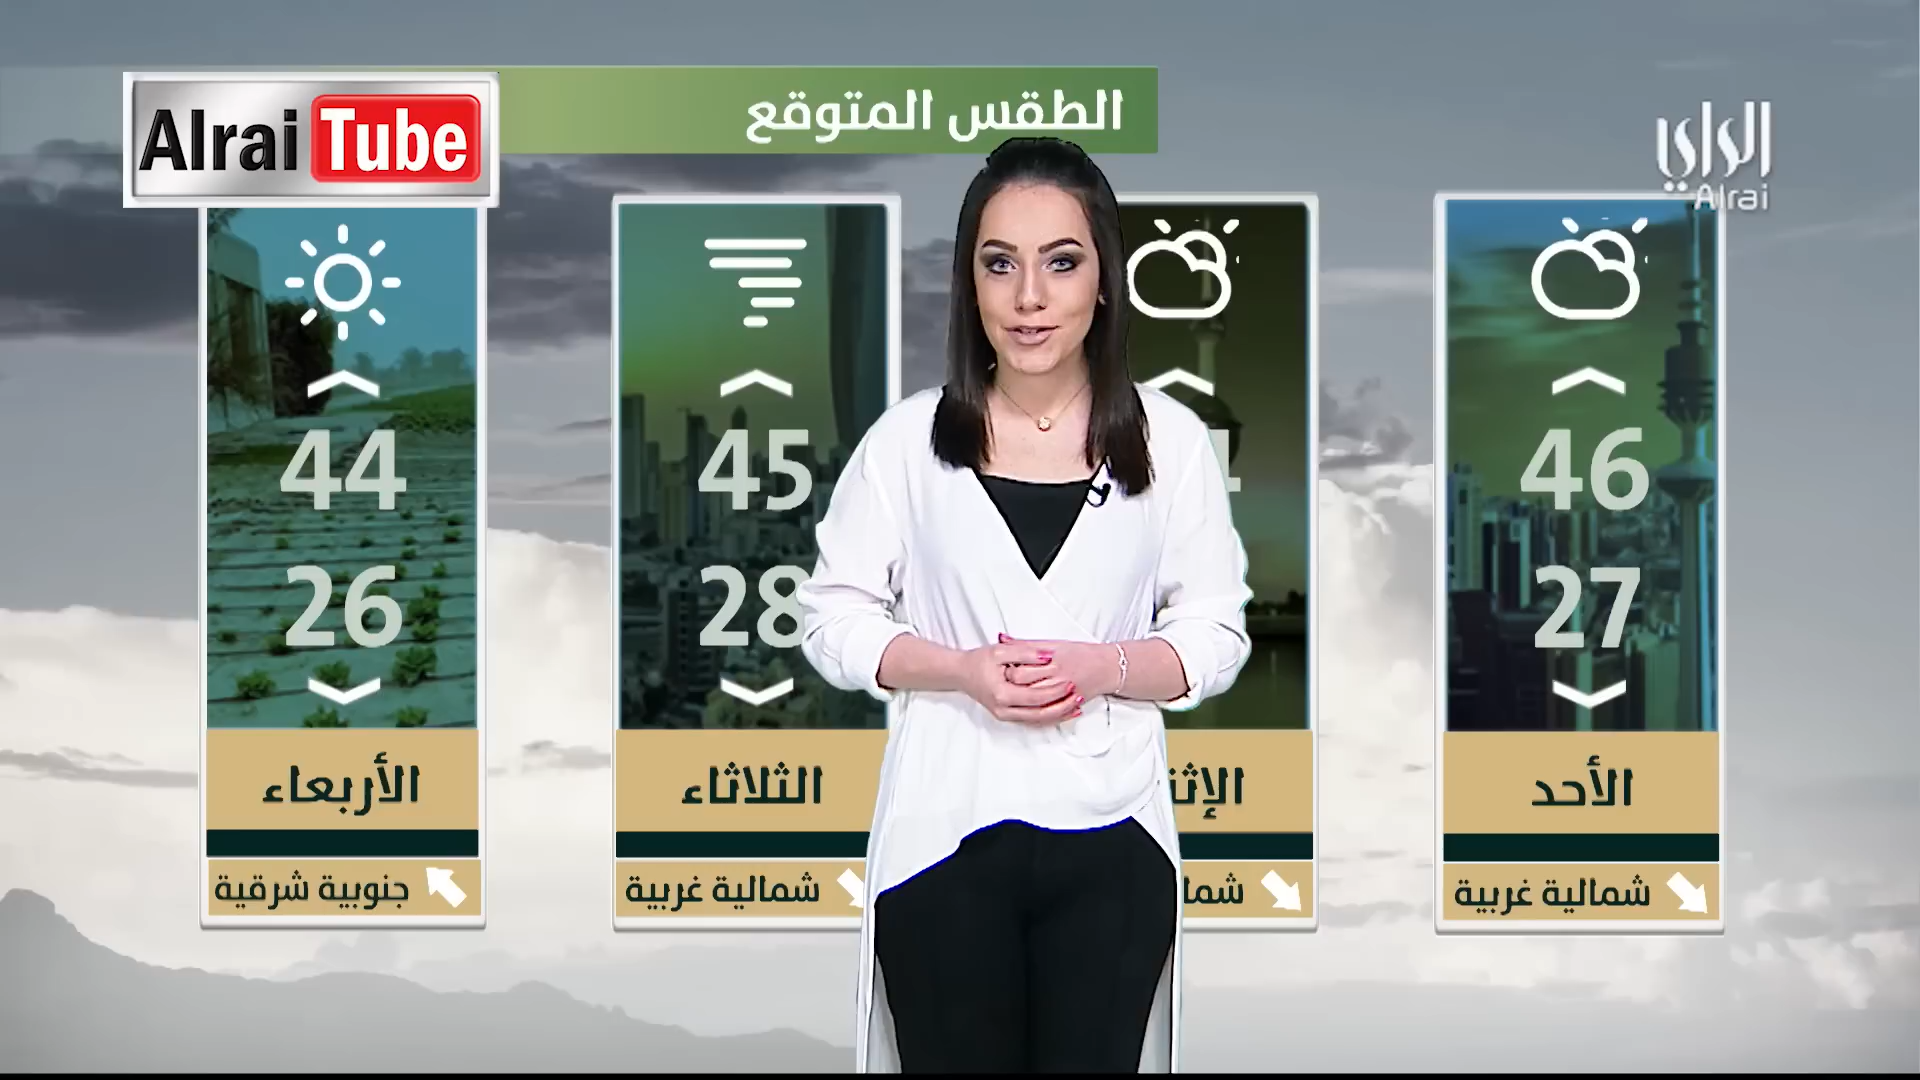 Alrai Tube
الطقس المتوقع
الراي
Alrai
46
27
الأحد
شمالية غربية
45
28
الثلاثاء
شمالية غربية
44
26
الأربعاء
جنوبية شرقية